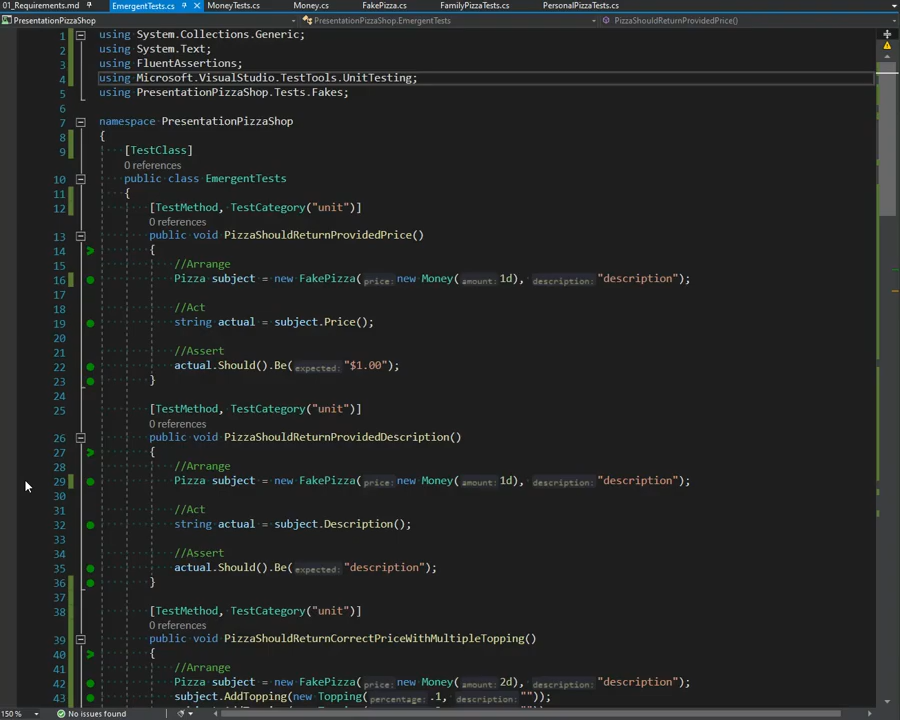 01_Requirements.md EmergentTests.cs MoneyTests.cs Money.cs FakePizza.cs FamilyPizzaTests.cs PersonalPizzaTests.cs
PresentationPizzaShop PresentationPizzaShop.EmergentTests PizzaShouldReturnProvidedPrice()
1 using System.Collections.Generic;
2 using System.Text;
3 using FluentAssertions;
4 using Microsoft.VisualStudio.TestTools.UnitTesting;
5 using PresentationPizzaShop.Tests.Fakes;
6
7 namespace PresentationPizzaShop
8 {
9 [TestClass]
0 references
10 public class EmergentTests
11 {
12 [TestMethod, TestCategory("unit")]
0 references
13 public void PizzaShouldReturnProvidedPrice()
14 {
15 //Arrange
16 Pizza subject = new FakePizza(price: new Money(amount: 1d), description: "description");
17
18 //Act
19 string actual = subject.Price();
20
21 //Assert
22 actual.Should().Be(expected: "$1.00");
23 }
24
25 [TestMethod, TestCategory("unit")]
0 references
26 public void PizzaShouldReturnProvidedDescription()
27 {
28 //Arrange
29 Pizza subject = new FakePizza(price: new Money(amount: 1d), description: "description");
30
31 //Act
32 string actual = subject.Description();
33
34 //Assert
35 actual.Should().Be(expected: "description");
36 }
37
38 [TestMethod, TestCategory("unit")]
0 references
39 public void PizzaShouldReturnCorrectPriceWithMultipleTopping()
40 {
41 //Arrange
42 Pizza subject = new FakePizza(price: new Money(amount: 2d), description: "description");
43 subject.AddTopping(new Topping(percentage: .1, description: ""));
150 % No issues found